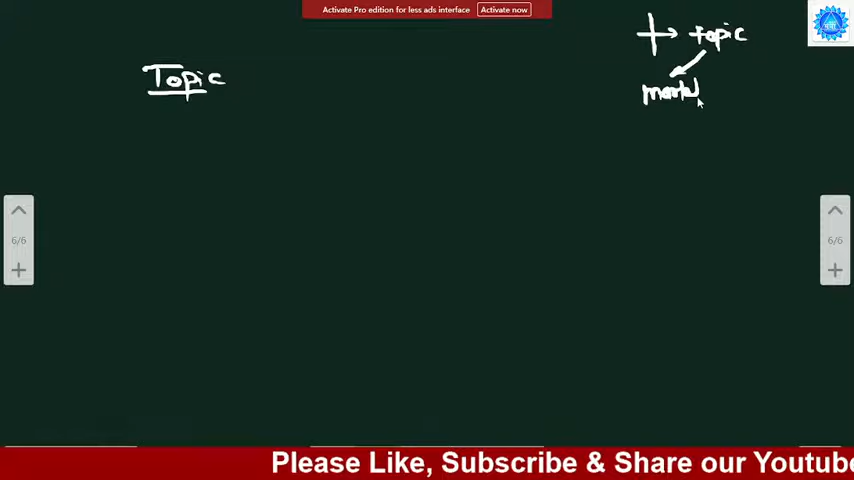 Activate Pro edition for less ads interface Activate now
topic
Topic
6/6
6/6
Please Like, Subscribe & Share our Youtube